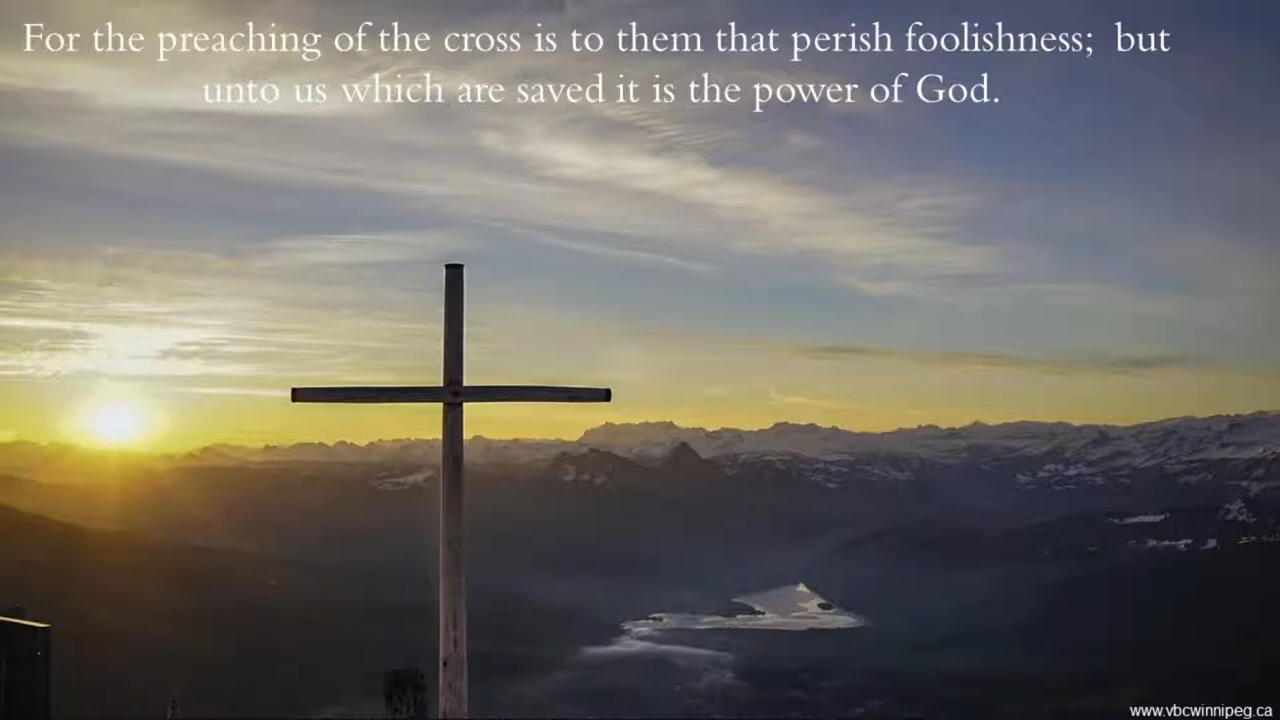 For the preaching of the cross is to them that perish foolishness;  but
unto us which are saved it is the power of God.
www.vbcwinnipeg.ca